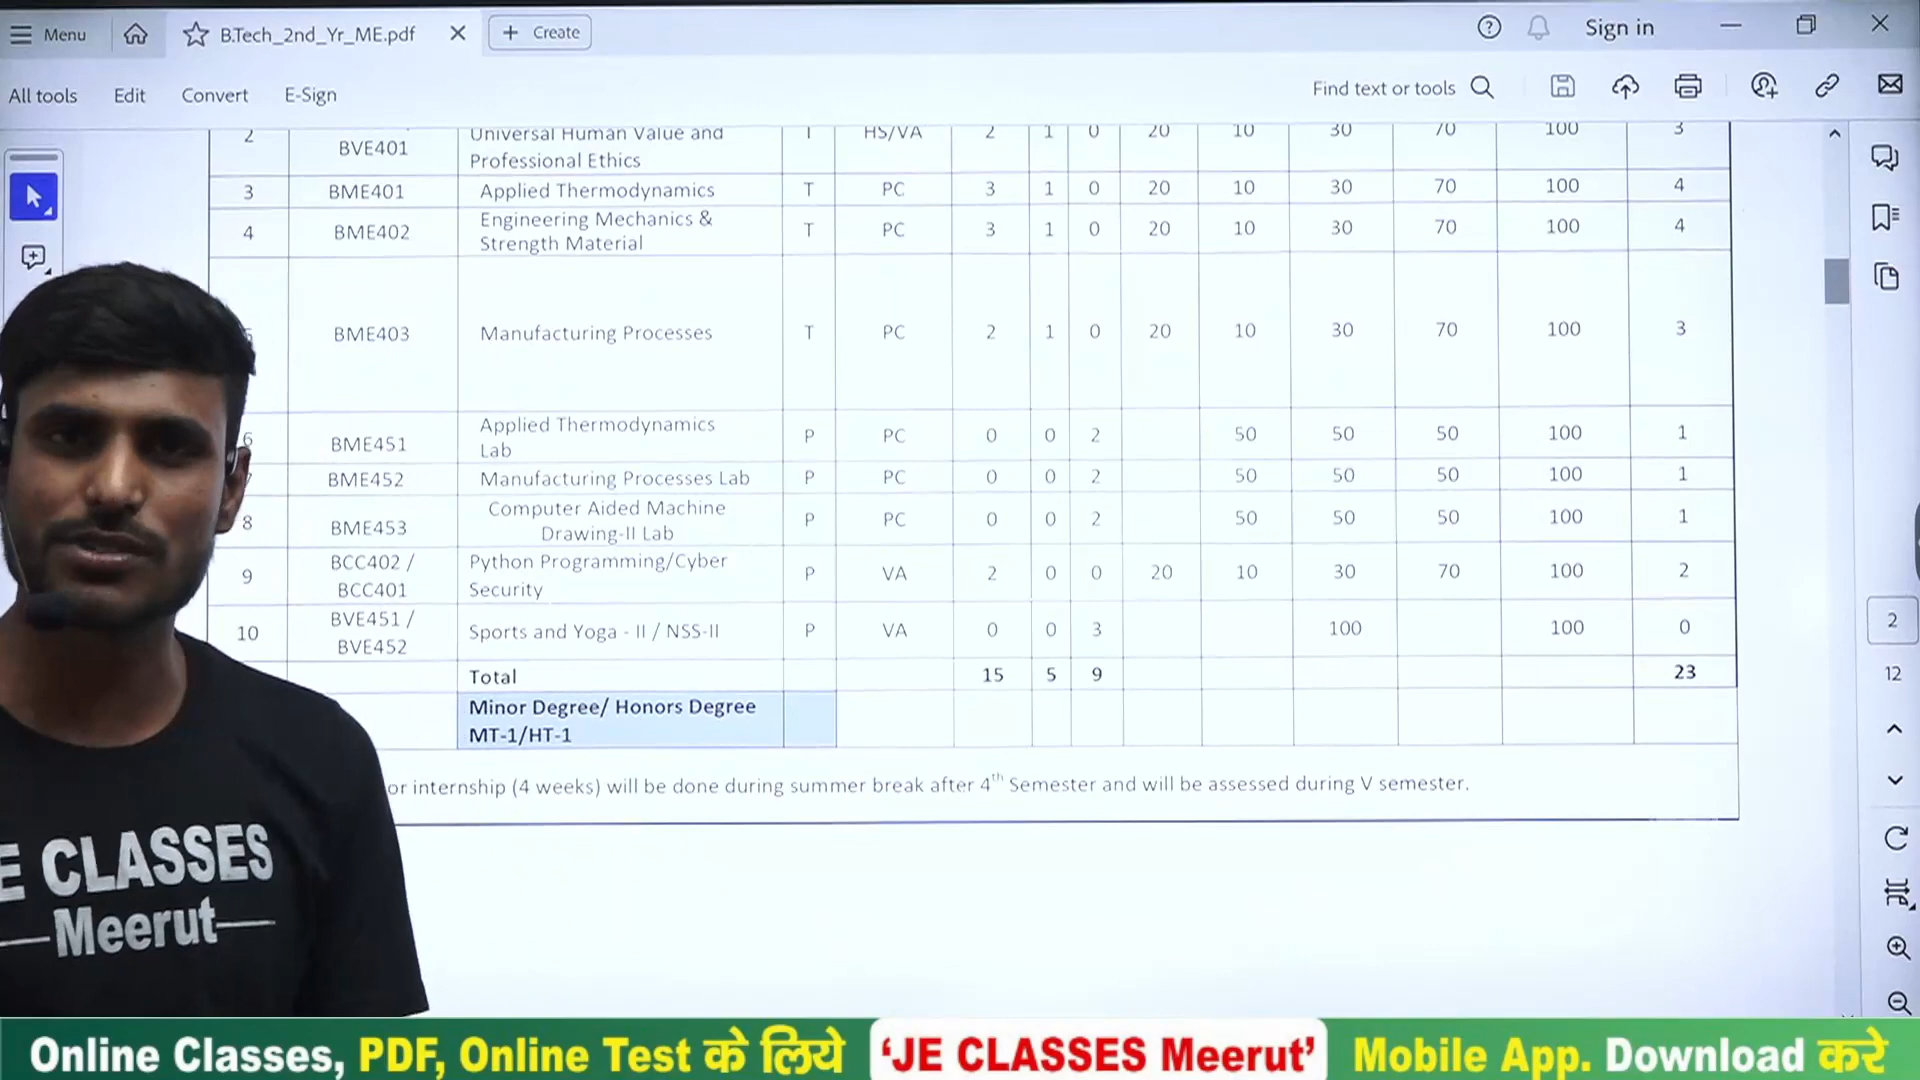 Menu B.Tech_2nd_Yr_ME.pdf Create Sign in
All tools Edit Convert E-Sign Find text or tools
2 BVE401 Universal Human Value and Professional Ethics HS/VA 2 1 0 20 10 30 70 100 3
3 BME401 Applied Thermodynamics T PC 3 1 0 20 10 30 70 100 4
4 BME402 Engineering Mechanics & Strength Material T PC 3 1 0 20 10 30 70 100 4
BME403 Manufacturing Processes T PC 2 1 0 20 10 30 70 100 3
6 BME451 Applied Thermodynamics Lab P PC 0 0 2 50 50 50 100 1
BME452 Manufacturing Processes Lab P PC 0 0 2 50 50 50 100 1
8 BME453 Computer Aided Machine Drawing-II Lab P PC 0 0 2 50 50 50 100 1
9 BCC402 / BCC401 Python Programming/Cyber Security P VA 2 0 0 20 10 30 70 100 2
10 BVE451 / BVE452 Sports and Yoga - II / NSS-II P VA 0 0 3 100 100 0
Total 15 5 9 23
Minor Degree/ Honors Degree
MT-1/HT-1
or internship (4 weeks) will be done during summer break after 4th Semester and will be assessed during V semester.
2
12
E CLASSES
Meerut
Online Classes, PDF, Online Test के लिये 'JE CLASSES Meerut' Mobile App. Download करे